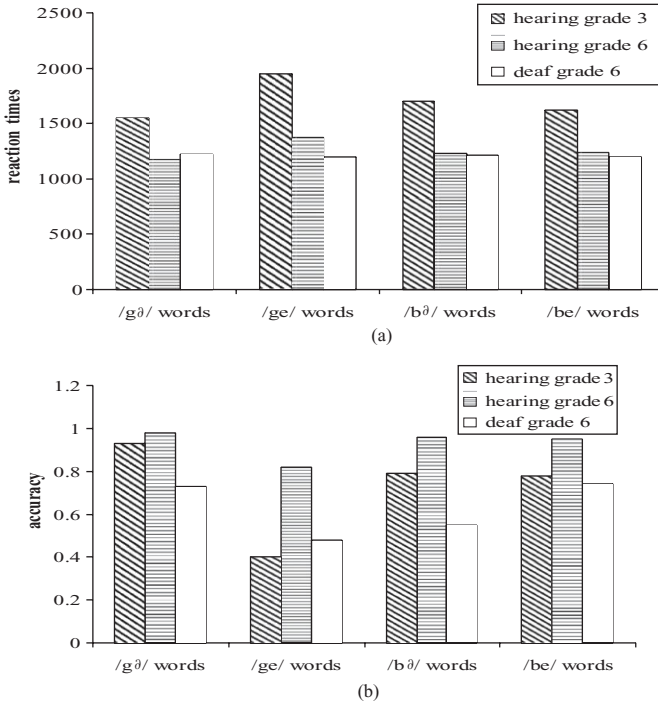 2500
2000
1500
1000
500
0
reaction times
hearing grade 3
hearing grade 6
deaf grade 6
/g∂/ words
/ge/ words
/b∂/ words
/be/ words
(a)
1.2
1
0.8
0.6
0.4
0.2
0
accuracy
hearing grade 3
hearing grade 6
deaf grade 6
/g∂/ words
/ge/ words
/b∂/ words
/be/ words
(b)